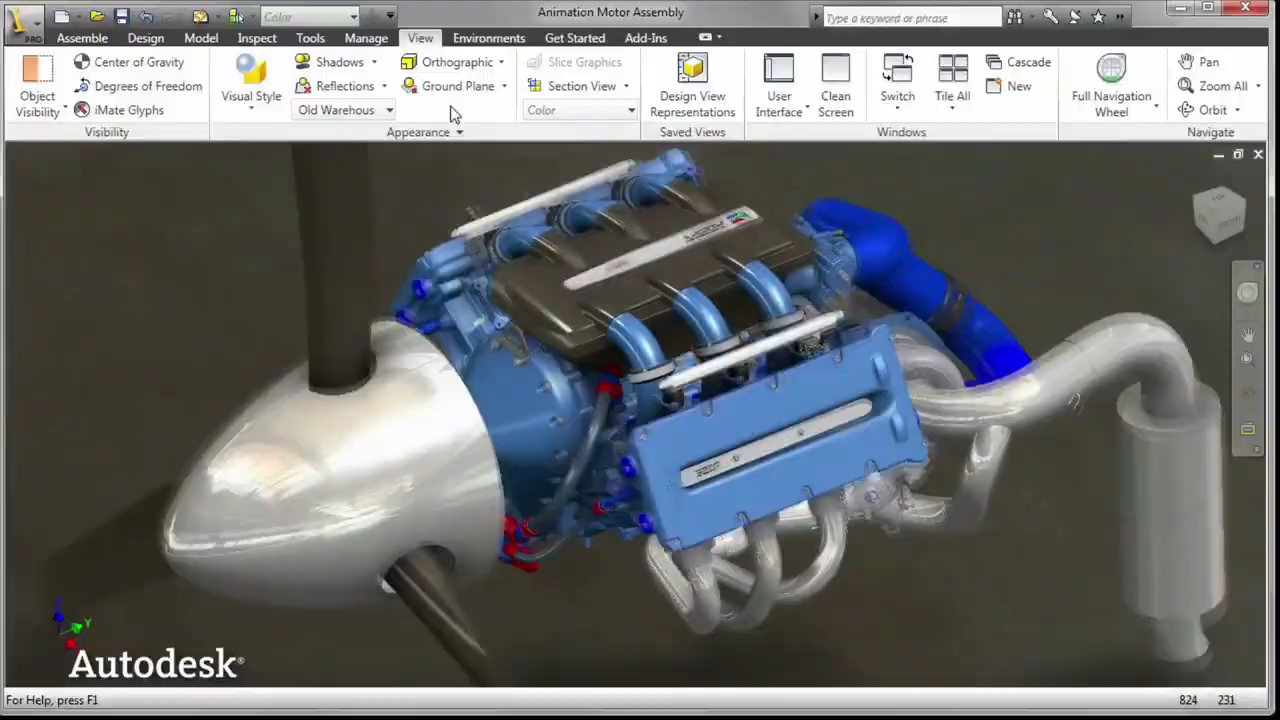 Animation Motor Assembly
Color
Type a keyword or phrase
PRO
Assemble Design Model Inspect Tools Manage View Environments Get Started Add-Ins
Object Visibility
Center of Gravity
Degrees of Freedom
iMate Glyphs
Visibility
Visual Style
Shadows
Reflections
Old Warehous
Orthographic
Ground Plane
Slice Graphics
Section View
Color
Appearance
Design View Representations
Saved Views
User Interface
Clean Screen
Switch
Tile All
Cascade
New
Windows
Full Navigation Wheel
Pan
Zoom All
Orbit
Navigate
Z
Y
Autodesk®
For Help, press F1
824 231